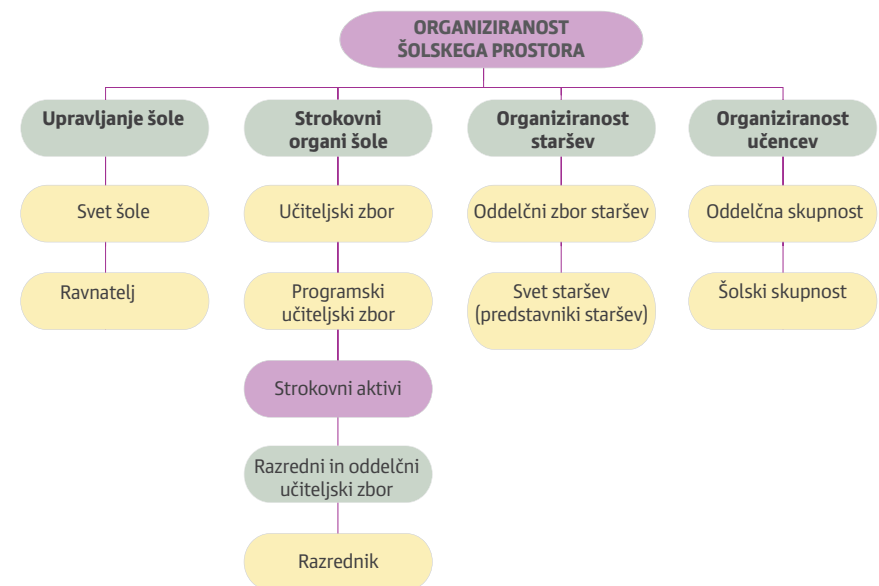 ORGANIZIRANOST
ŠOLSKEGA PROSTORA
Upravljanje šole
Svet šole
Ravnatelj
Strokovni
organi šole
Učiteljski zbor
Programski
učiteljski zbor
Strokovni aktivi
Razredni in oddelčni
učiteljski zbor
Razrednik
Organiziranost
staršev
Oddelčni zbor staršev
Svet staršev
(predstavniki staršev)
Organiziranost
učencev
Oddelčna skupnost
Šolski skupnost